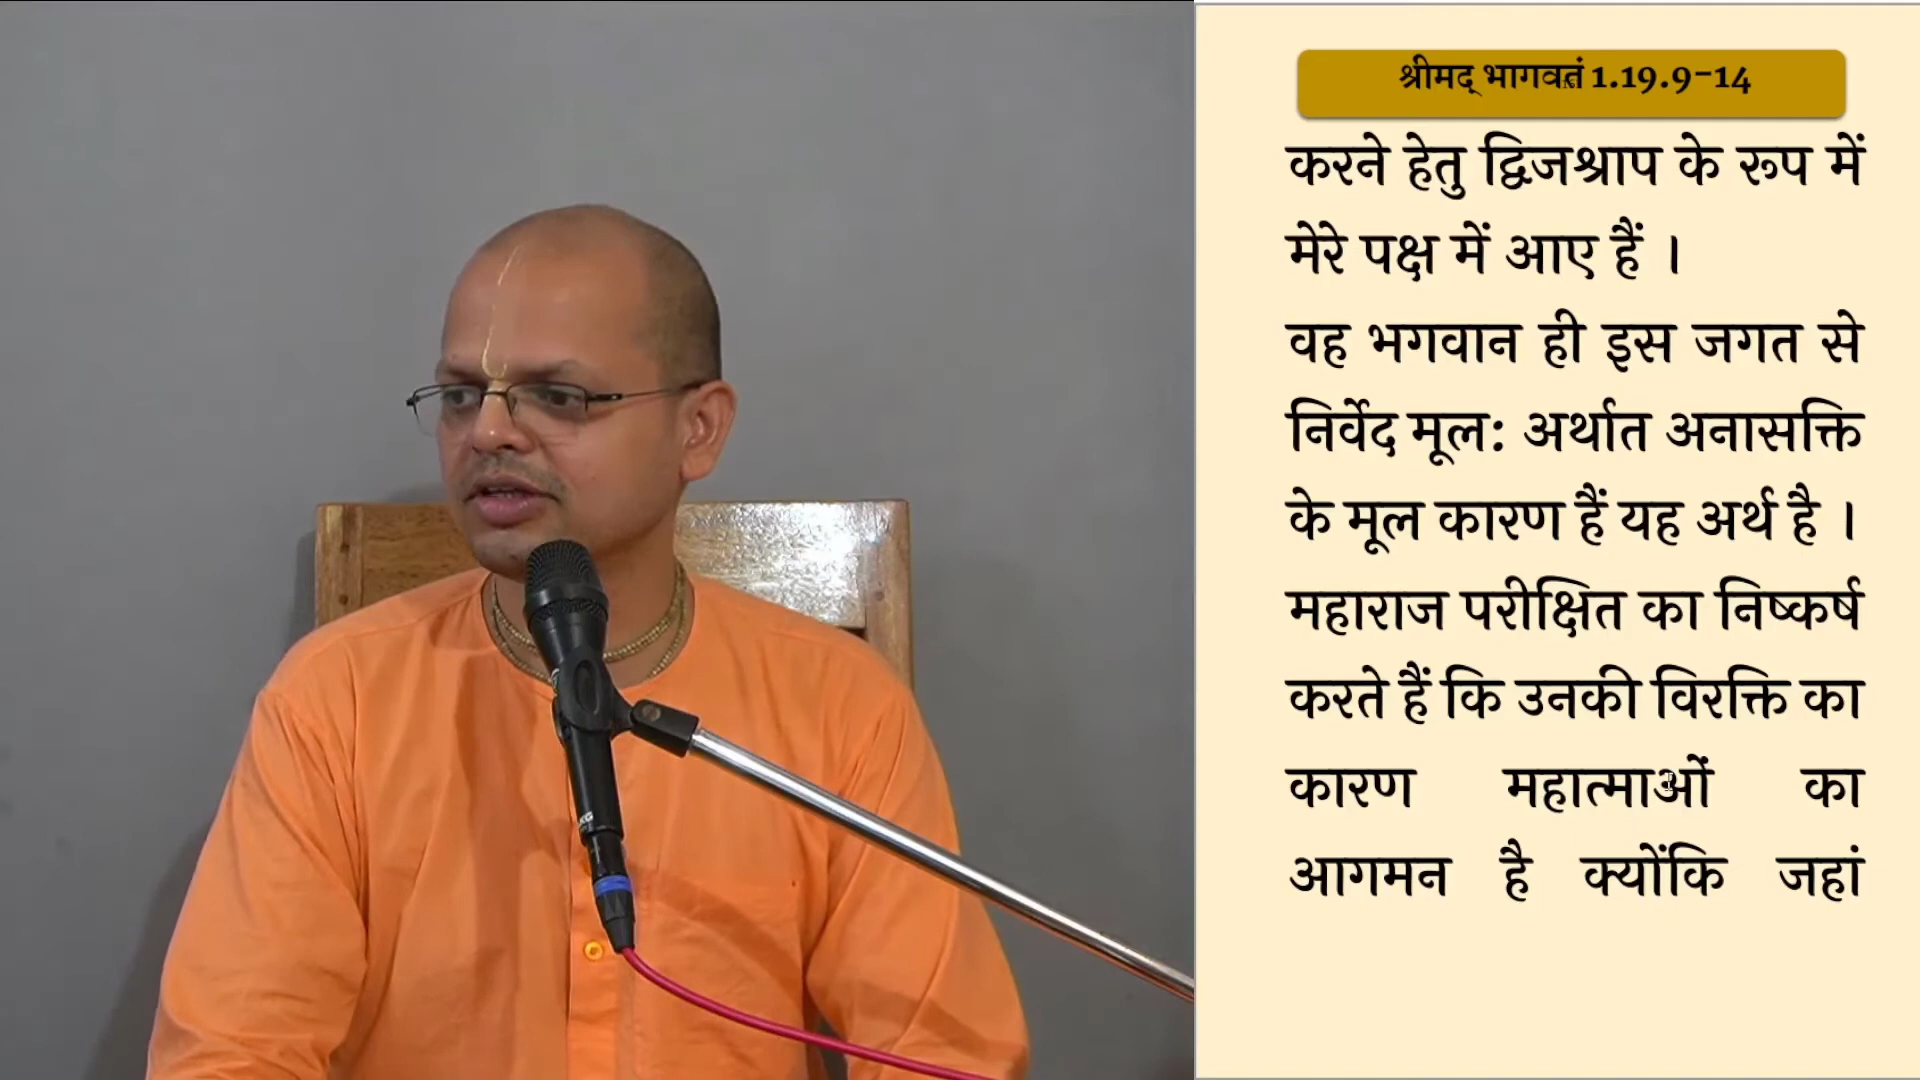 श्रीमद् भागवतं 1.19.9-14
करने हेतु द्विजश्राप के रूप में
मेरे पक्ष में आए हैं ।
वह भगवान ही इस जगत से
निर्वेद मूल: अर्थात अनासक्ति
के मूल कारण हैं यह अर्थ है ।
महाराज परीक्षित का निष्कर्ष
करते हैं कि उनकी विरक्ति का
कारण महात्माओं का
आगमन है क्योंकि जहां